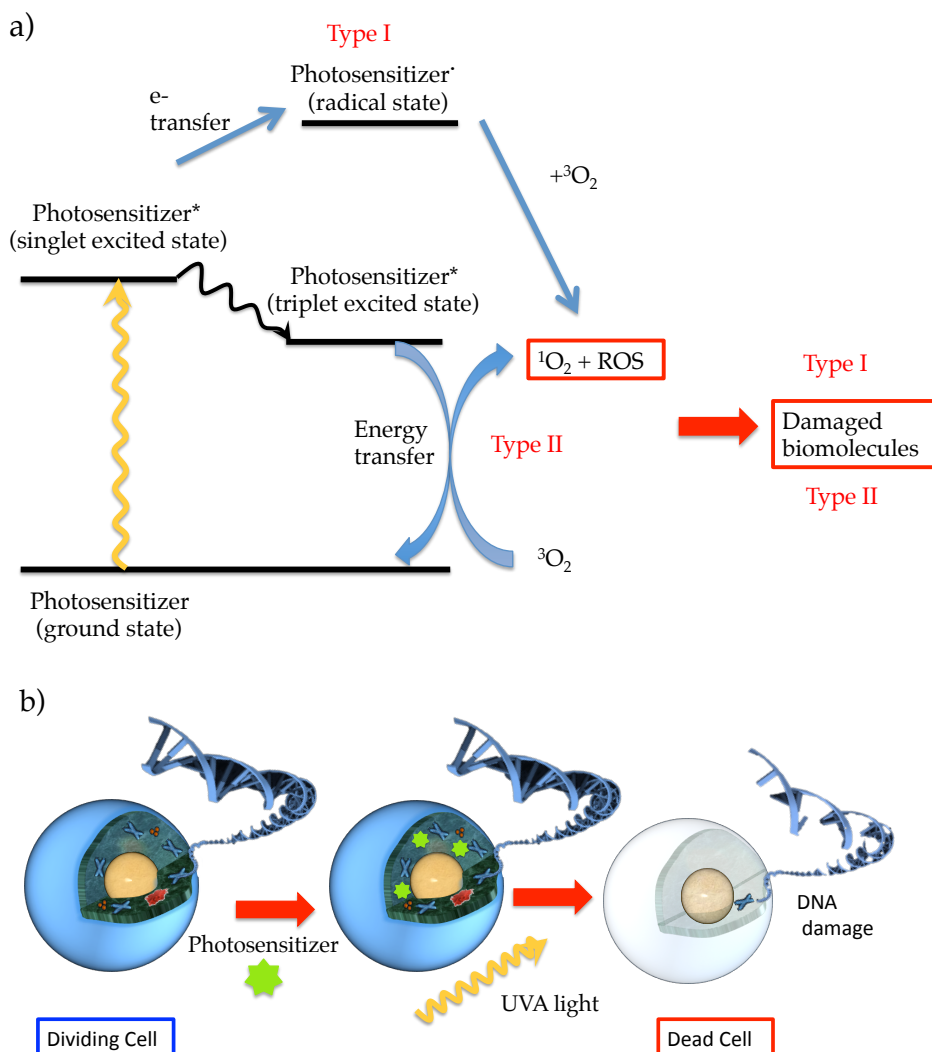 a)
Type I
Photosensitizer·
(radical state)
e-
transfer
+³O₂
Photosensitizer*
(singlet excited state)
Photosensitizer*
(triplet excited state)
¹O₂ + ROS
Type I
Damaged
biomolecules
Type II
Energy
transfer
Type II
³O₂
Photosensitizer
(ground state)
b)
Photosensitizer
UVA light
DNA
damage
Dividing Cell
Dead Cell